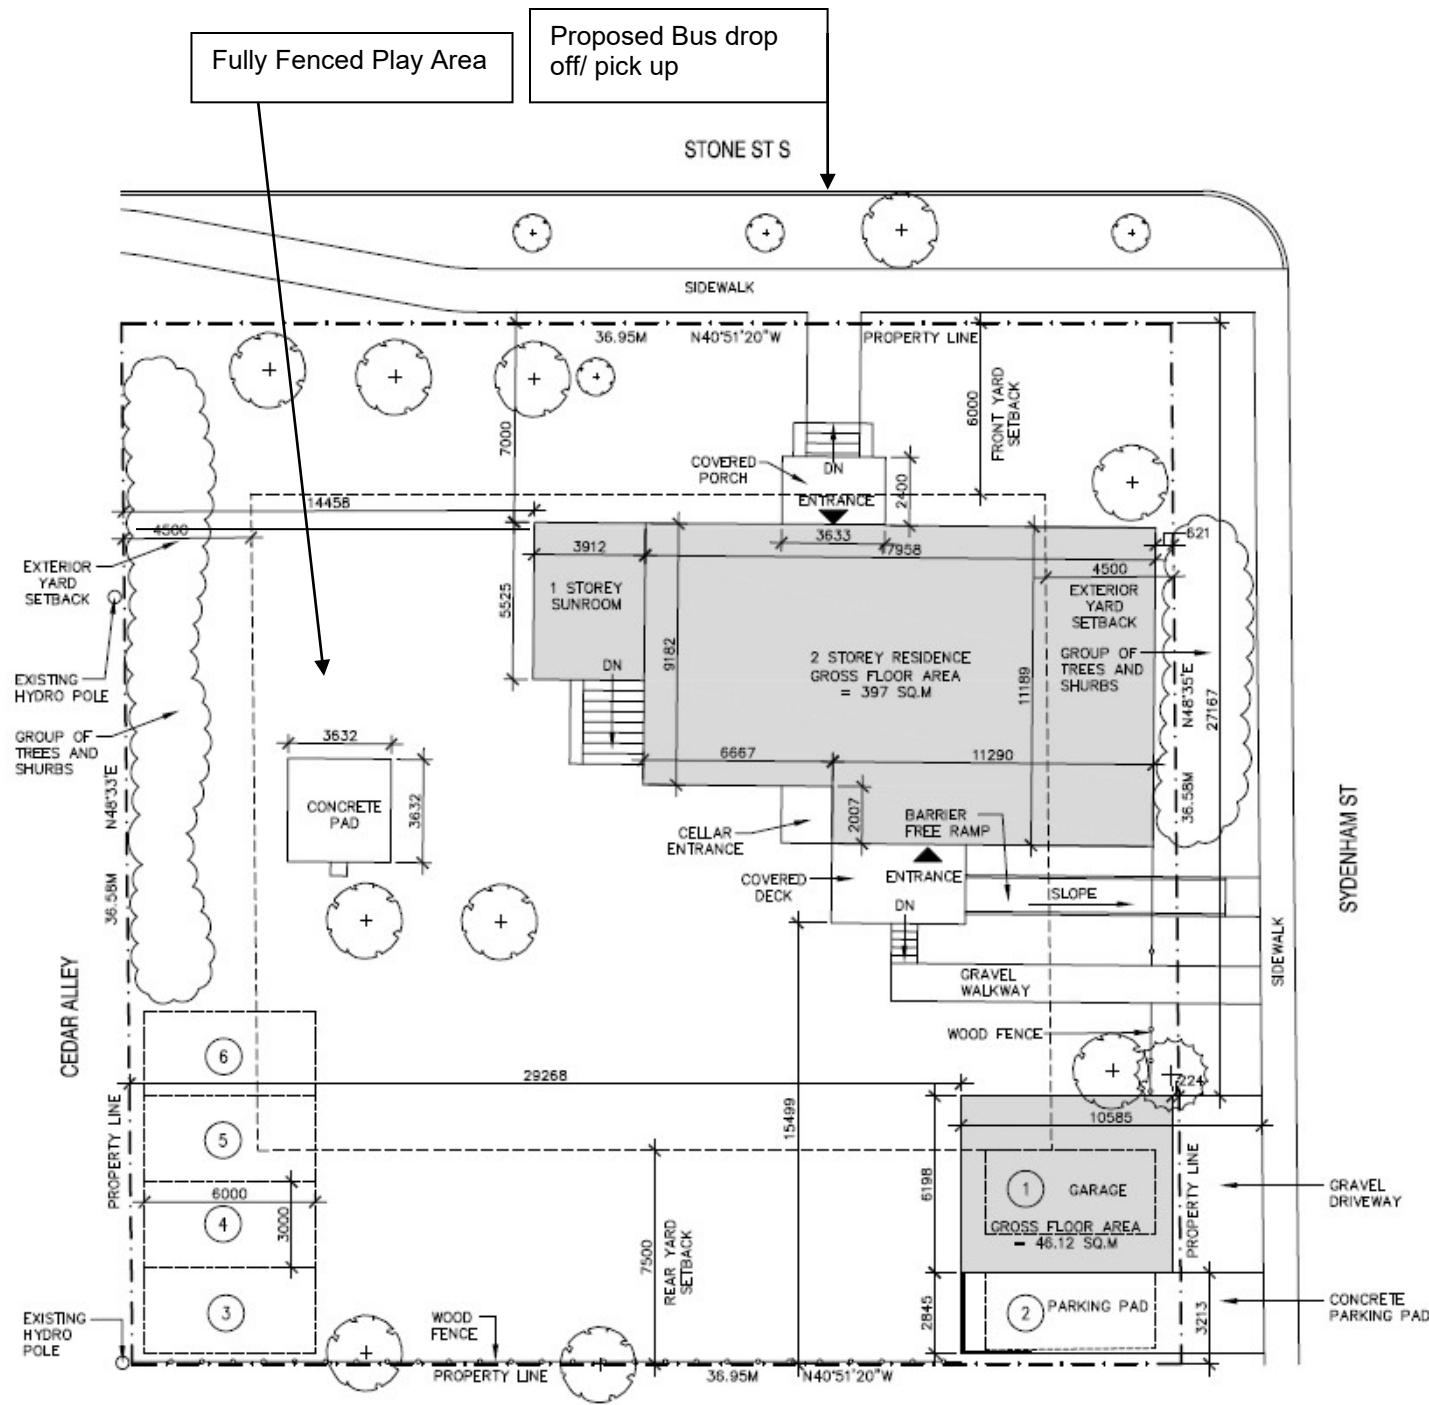 Fully Fenced Play Area
Proposed Bus drop
off/ pick up
STONE ST S
SIDEWALK
36.95M
N40°51'20"W
PROPERTY LINE
7000
6000
FRONT YARD
SETBACK
COVERED
PORCH
DN
ENTRANCE
2400
14458
4500
3633
17958
621
3912
4500
EXTERIOR
YARD
SETBACK
EXTERIOR
YARD
SETBACK
1 STOREY
SUNROOM
5525
9182
2 STOREY RESIDENCE
GROSS FLOOR AREA
= 397 SQ.M
11189
GROUP OF
TREES AND
SHURBS
N48°35'E
27167
36.58M
DN
EXISTING
HYDRO POLE
GROUP OF
TREES AND
SHURBS
3632
6667
11290
N48°33'E
36.58M
CONCRETE
PAD
3632
2007
CELLAR
ENTRANCE
BARRIER
FREE RAMP
SYDENHAM ST
COVERED
DECK
ENTRANCE
DN
SLOPE
SIDEWALK
GRAVEL
WALKWAY
WOOD FENCE
CEDAR ALLEY
6
29268
224
10585
15499
PROPERTY LINE
5
6000
4
3000
3
7500
REAR YARD
SETBACK
6198
1
GARAGE
GROSS FLOOR AREA
= 46.12 SQ.M
PROPERTY LINE
GRAVEL
DRIVEWAY
2845
2
PARKING PAD
3213
CONCRETE
PARKING PAD
EXISTING
HYDRO
POLE
WOOD
FENCE
PROPERTY LINE
36.95M
N40°51'20"W